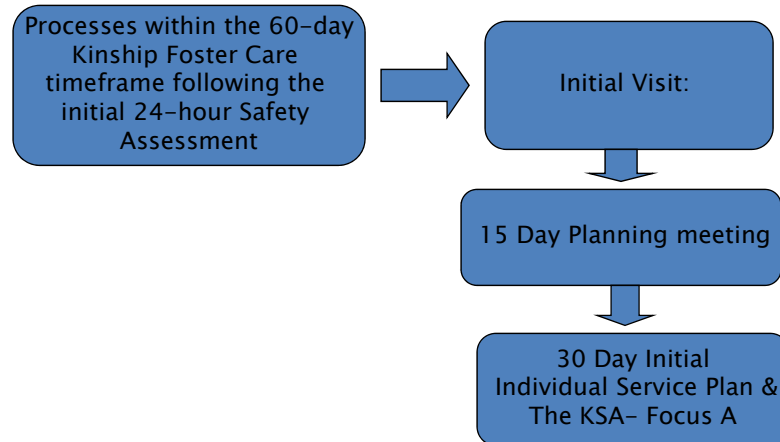 Processes within the 60-day
Kinship Foster Care
timeframe following the
initial 24-hour Safety
Assessment
Initial Visit:
15 Day Planning meeting
30 Day Initial
Individual Service Plan &
The KSA- Focus A